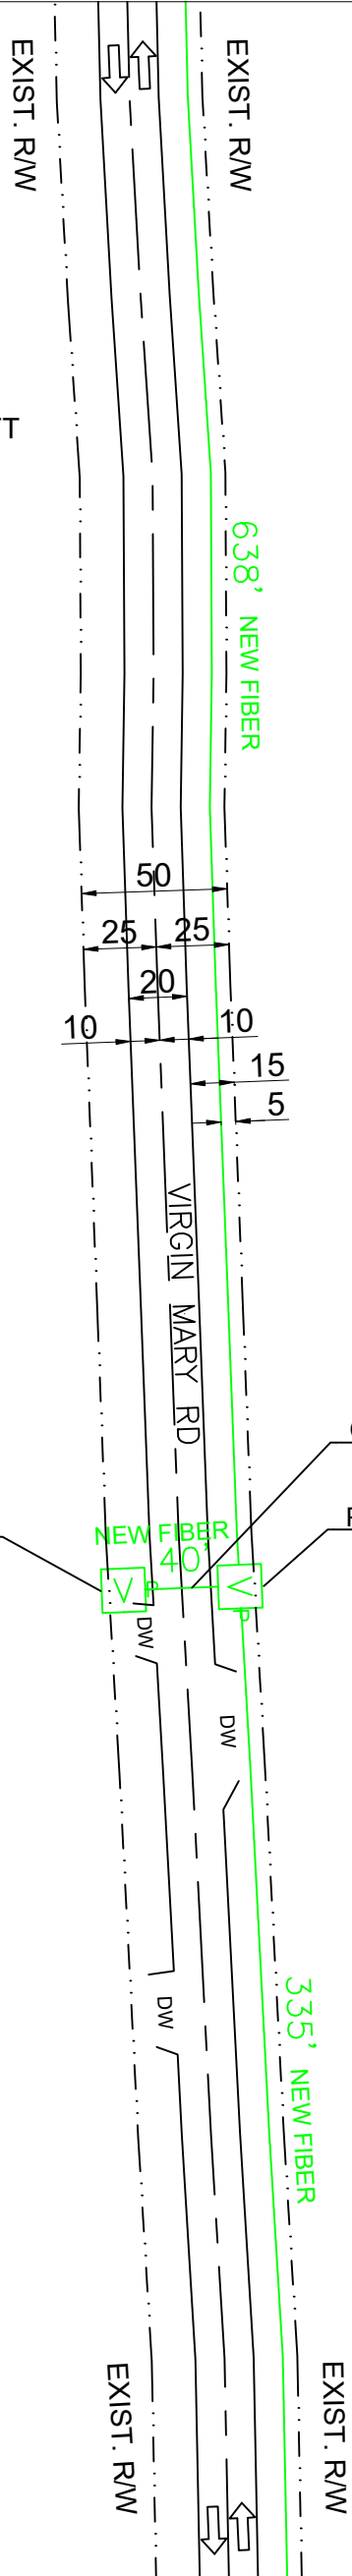 EXIST. R/W
EXIST. R/W
638' NEW FIBER
50
25
25
20
10
10
15
5
VIRGIN MARY RD
NEW FIBER
40'
V
P
V
P
DW
DW
DW
335' NEW FIBER
EXIST. R/W
EXIST. R/W